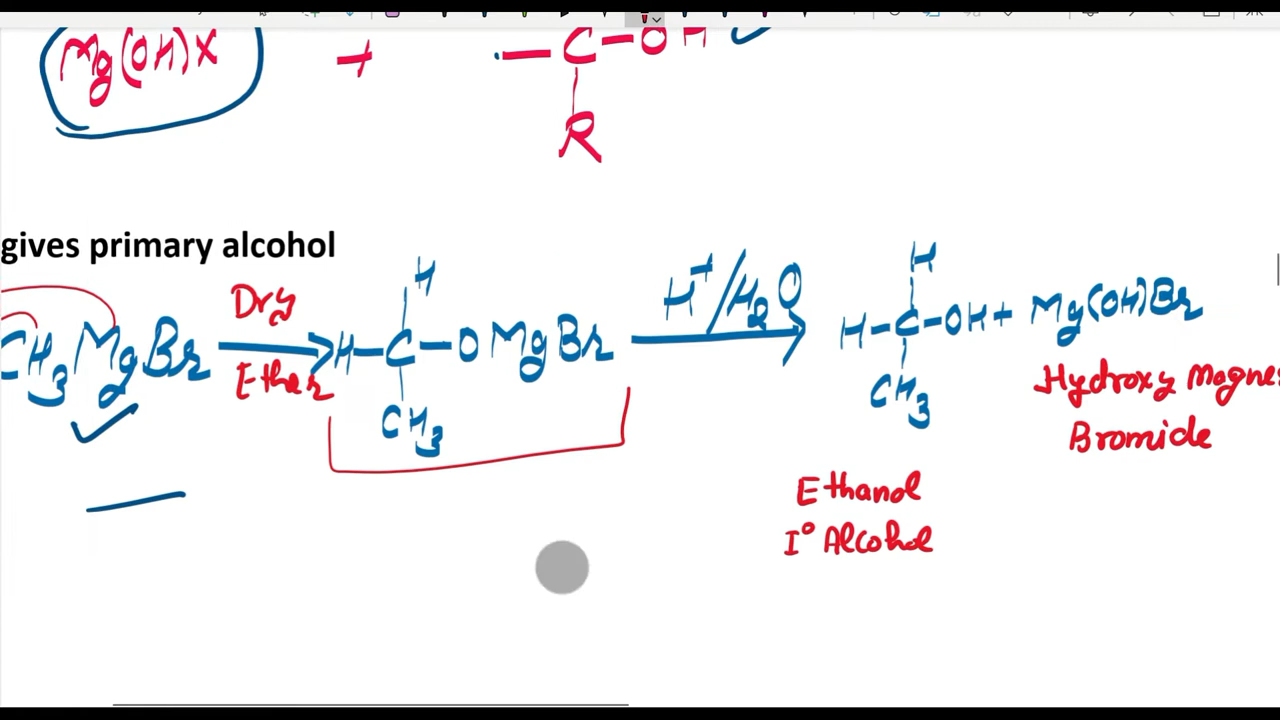 Mg(OH)X + —C—OH
R
gives primary alcohol
H
H
Dry
H⁺/H₂O
CH₃MgBr
H—C—OMgBr
H—C—OH + Mg(OH)Br
Ether
CH₃
CH₃
Hydroxy Magnes
Bromide
Ethanol
I° Alcohol